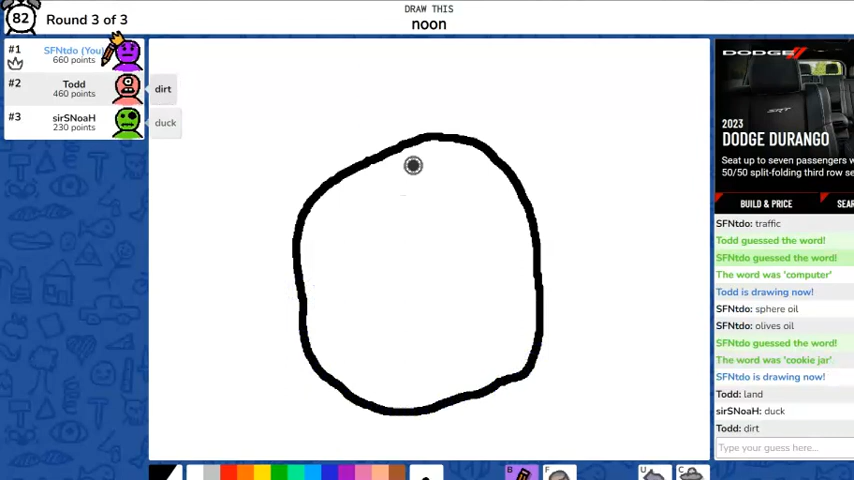 82
Round 3 of 3
DRAW THIS
noon
#1
SFNtdo (You)
660 points
#2
Todd
460 points
dirt
#3
sirSNoaH
230 points
duck
DODGE
SRT
2023
DODGE DURANGO
Seat up to seven passengers w
50/50 split-folding third row se
BUILD & PRICE
SEAR
SFNtdo: traffic
Todd guessed the word!
SFNtdo guessed the word!
The word was 'computer'
Todd is drawing now!
SFNtdo: sphere oil
SFNtdo: olives oil
SFNtdo guessed the word!
The word was 'cookie jar'
SFNtdo is drawing now!
Todd: land
sirSNoaH: duck
Todd: dirt
Type your guess here...
B
F
U
C